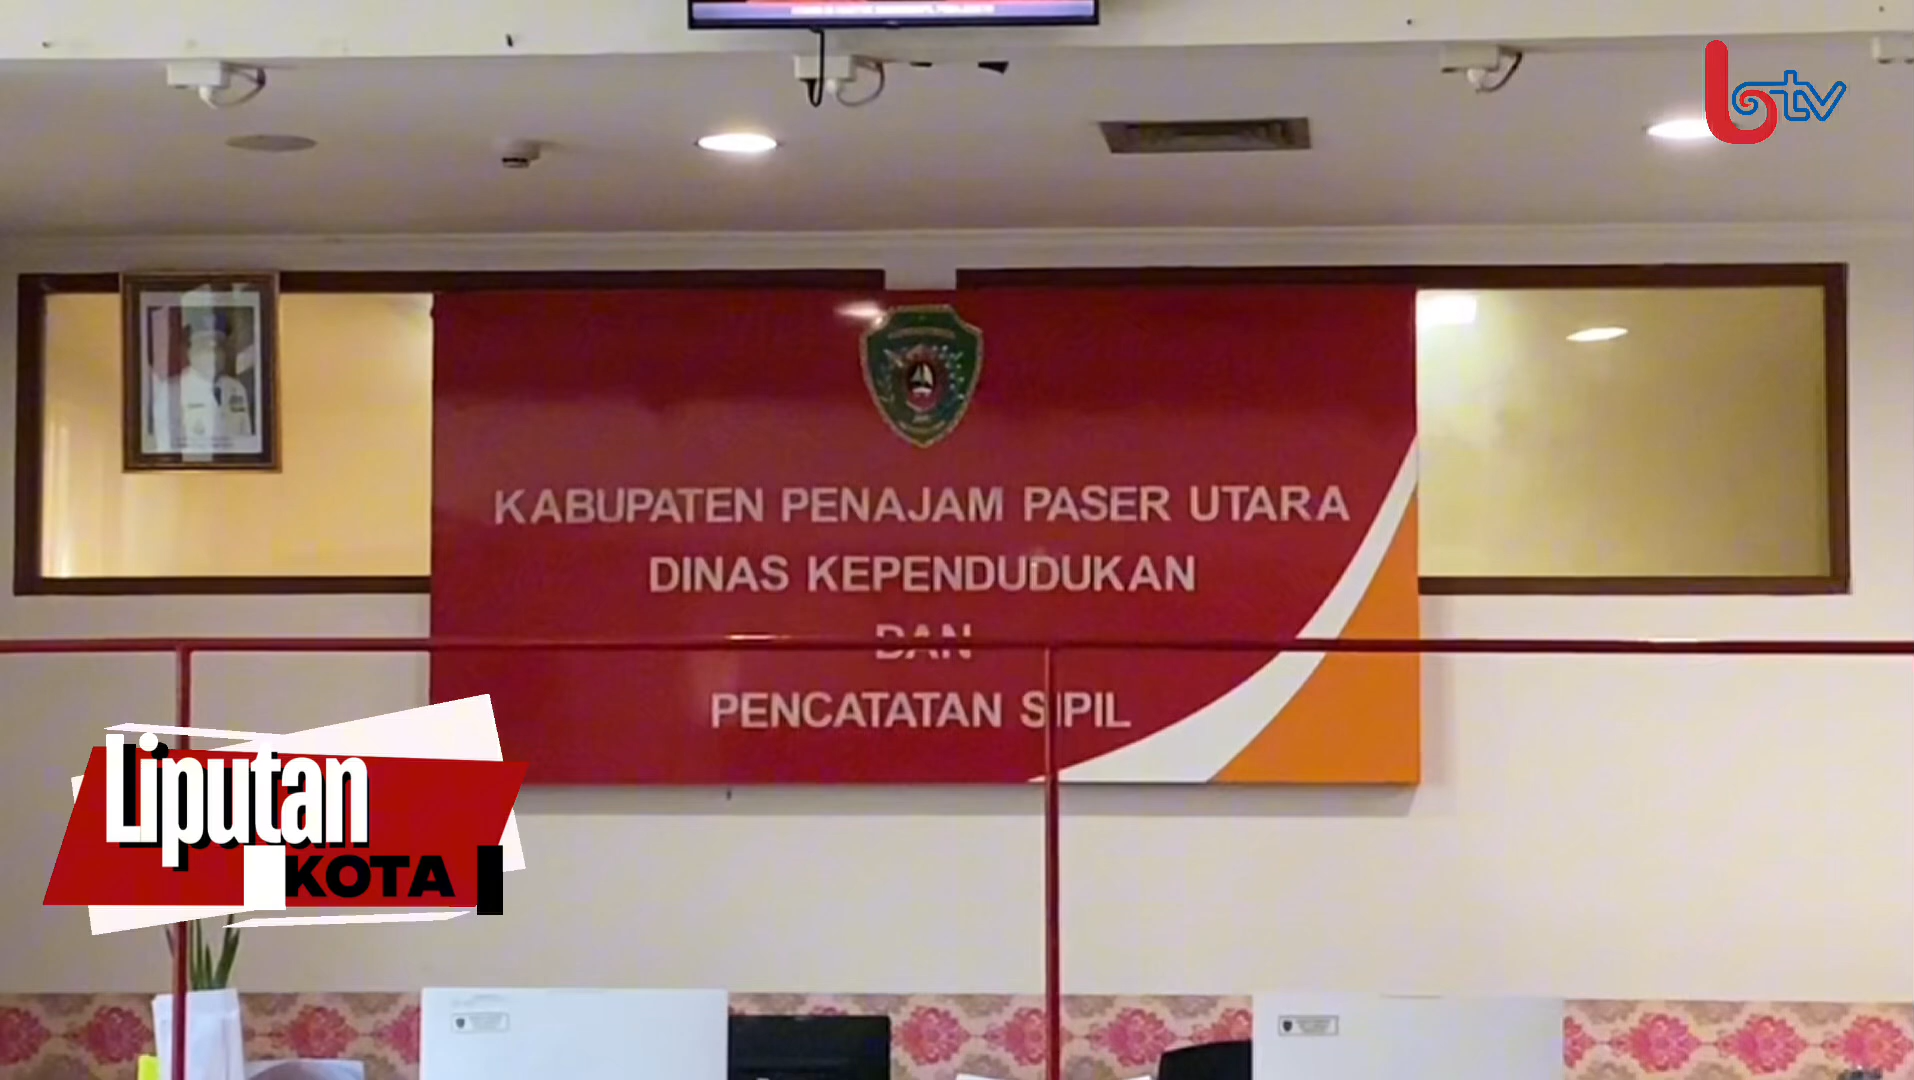 btv
KABUPATEN PENAJAM PASER UTARA
DINAS KEPENDUDUKAN
DAN
PENCATATAN SIPIL
Liputan
KOTA